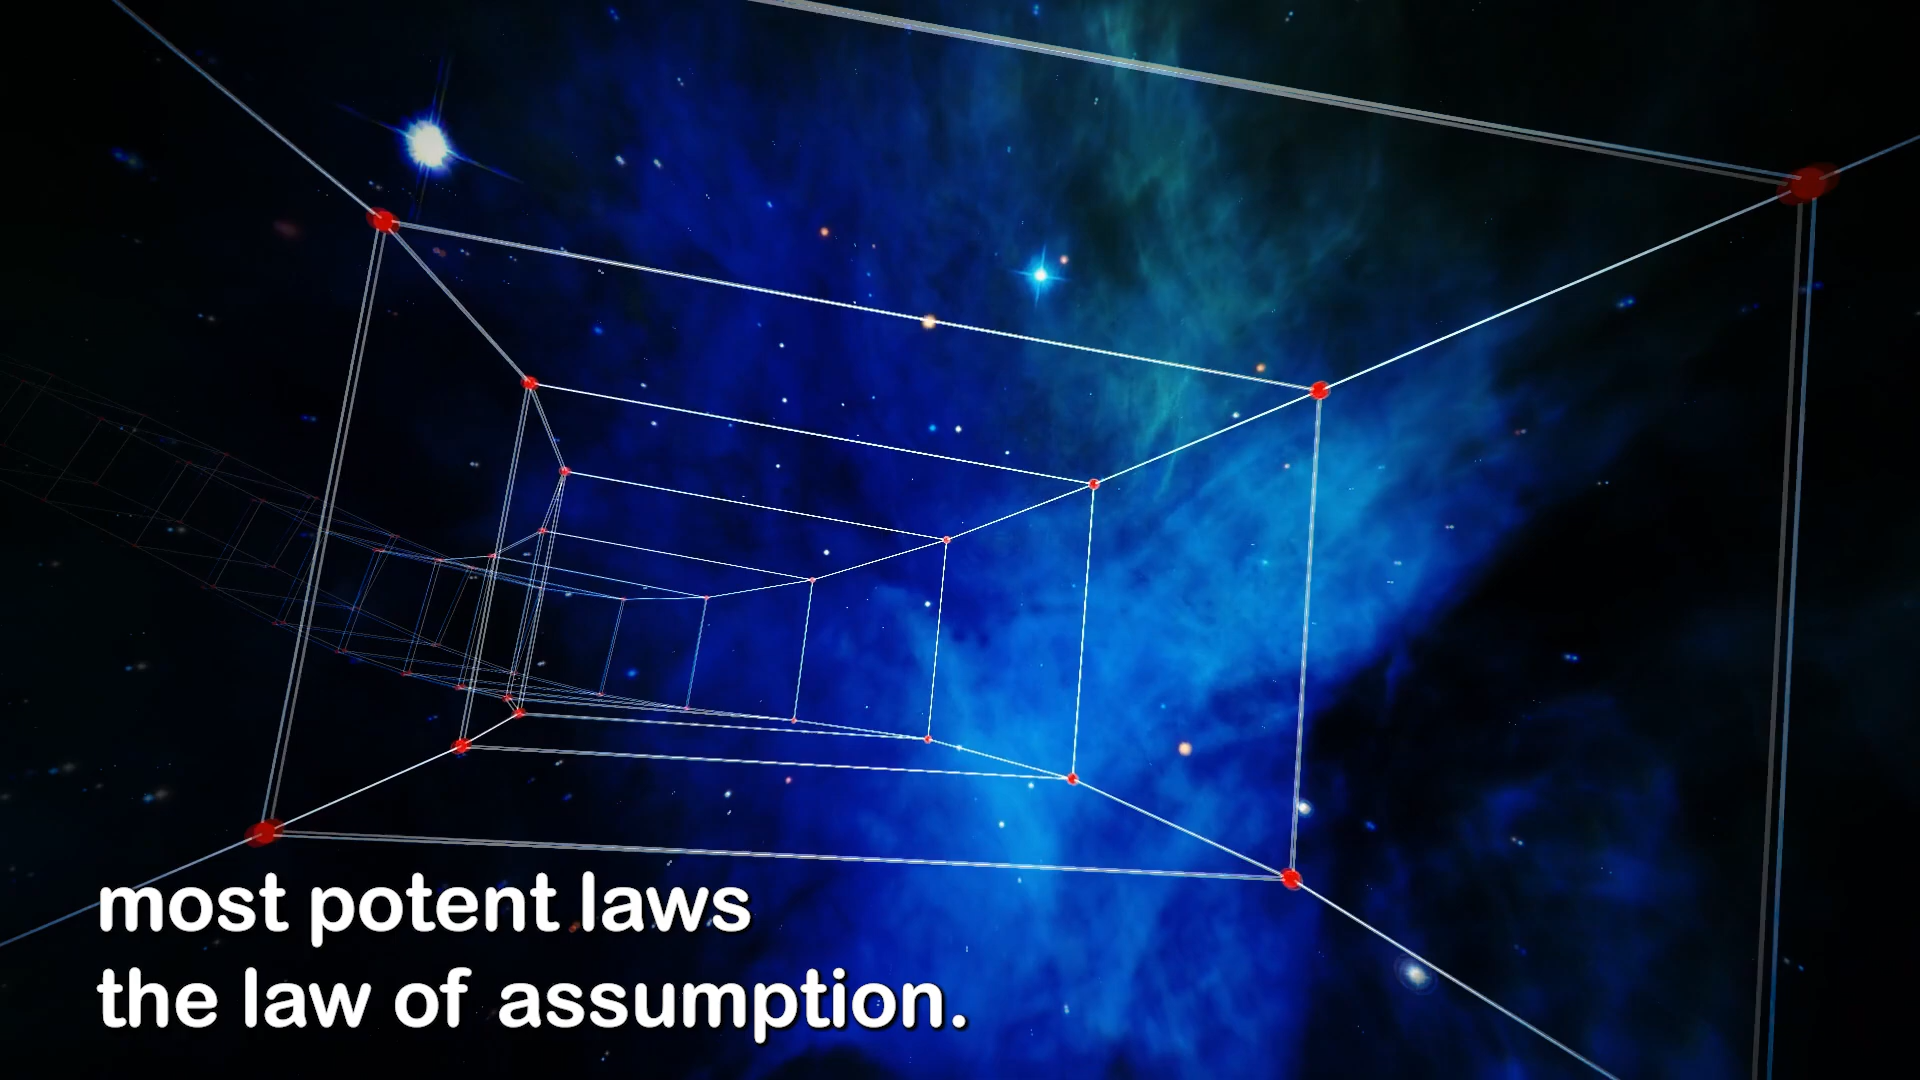 most potent laws
the law of assumption.